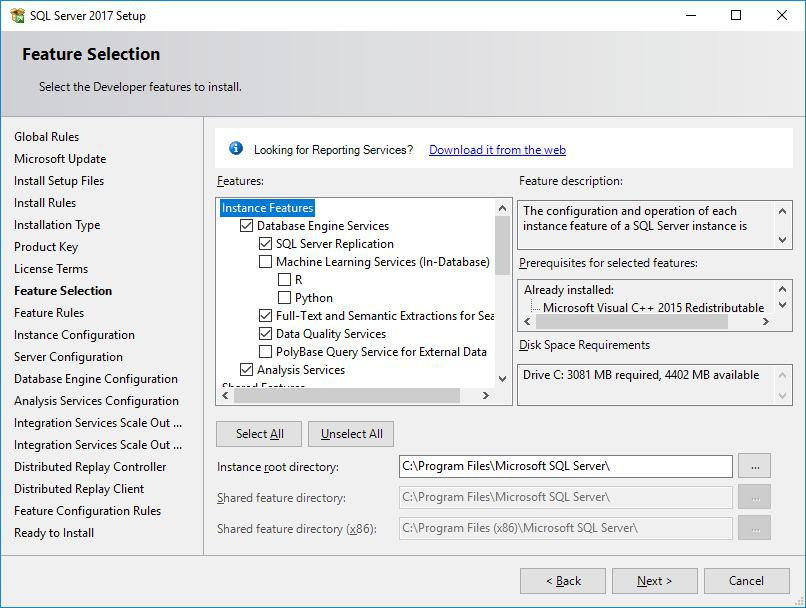 SQL Server 2017 Setup
Feature Selection
Select the Developer features to install.
Global Rules
Microsoft Update
Install Setup Files
Install Rules
Installation Type
Product Key
License Terms
Feature Selection
Feature Rules
Instance Configuration
Server Configuration
Database Engine Configuration
Analysis Services Configuration
Integration Services Scale Out ...
Integration Services Scale Out ...
Distributed Replay Controller
Distributed Replay Client
Feature Configuration Rules
Ready to Install
Looking for Reporting Services? Download it from the web
Features:
Instance Features
Database Engine Services
SQL Server Replication
Machine Learning Services (In-Database)
R
Python
Full-Text and Semantic Extractions for Sea
Data Quality Services
PolyBase Query Service for External Data
Analysis Services
Shared Features
Feature description:
The configuration and operation of each
instance feature of a SQL Server instance is
Prerequisites for selected features:
Already installed:
Microsoft Visual C++ 2015 Redistributable
Disk Space Requirements
Drive C: 3081 MB required, 4402 MB available
Select All Unselect All
Instance root directory: C:\Program Files\Microsoft SQL Server\ ...
Shared feature directory: C:\Program Files\Microsoft SQL Server\ ...
Shared feature directory (x86): C:\Program Files (x86)\Microsoft SQL Server\ ...
< Back Next > Cancel